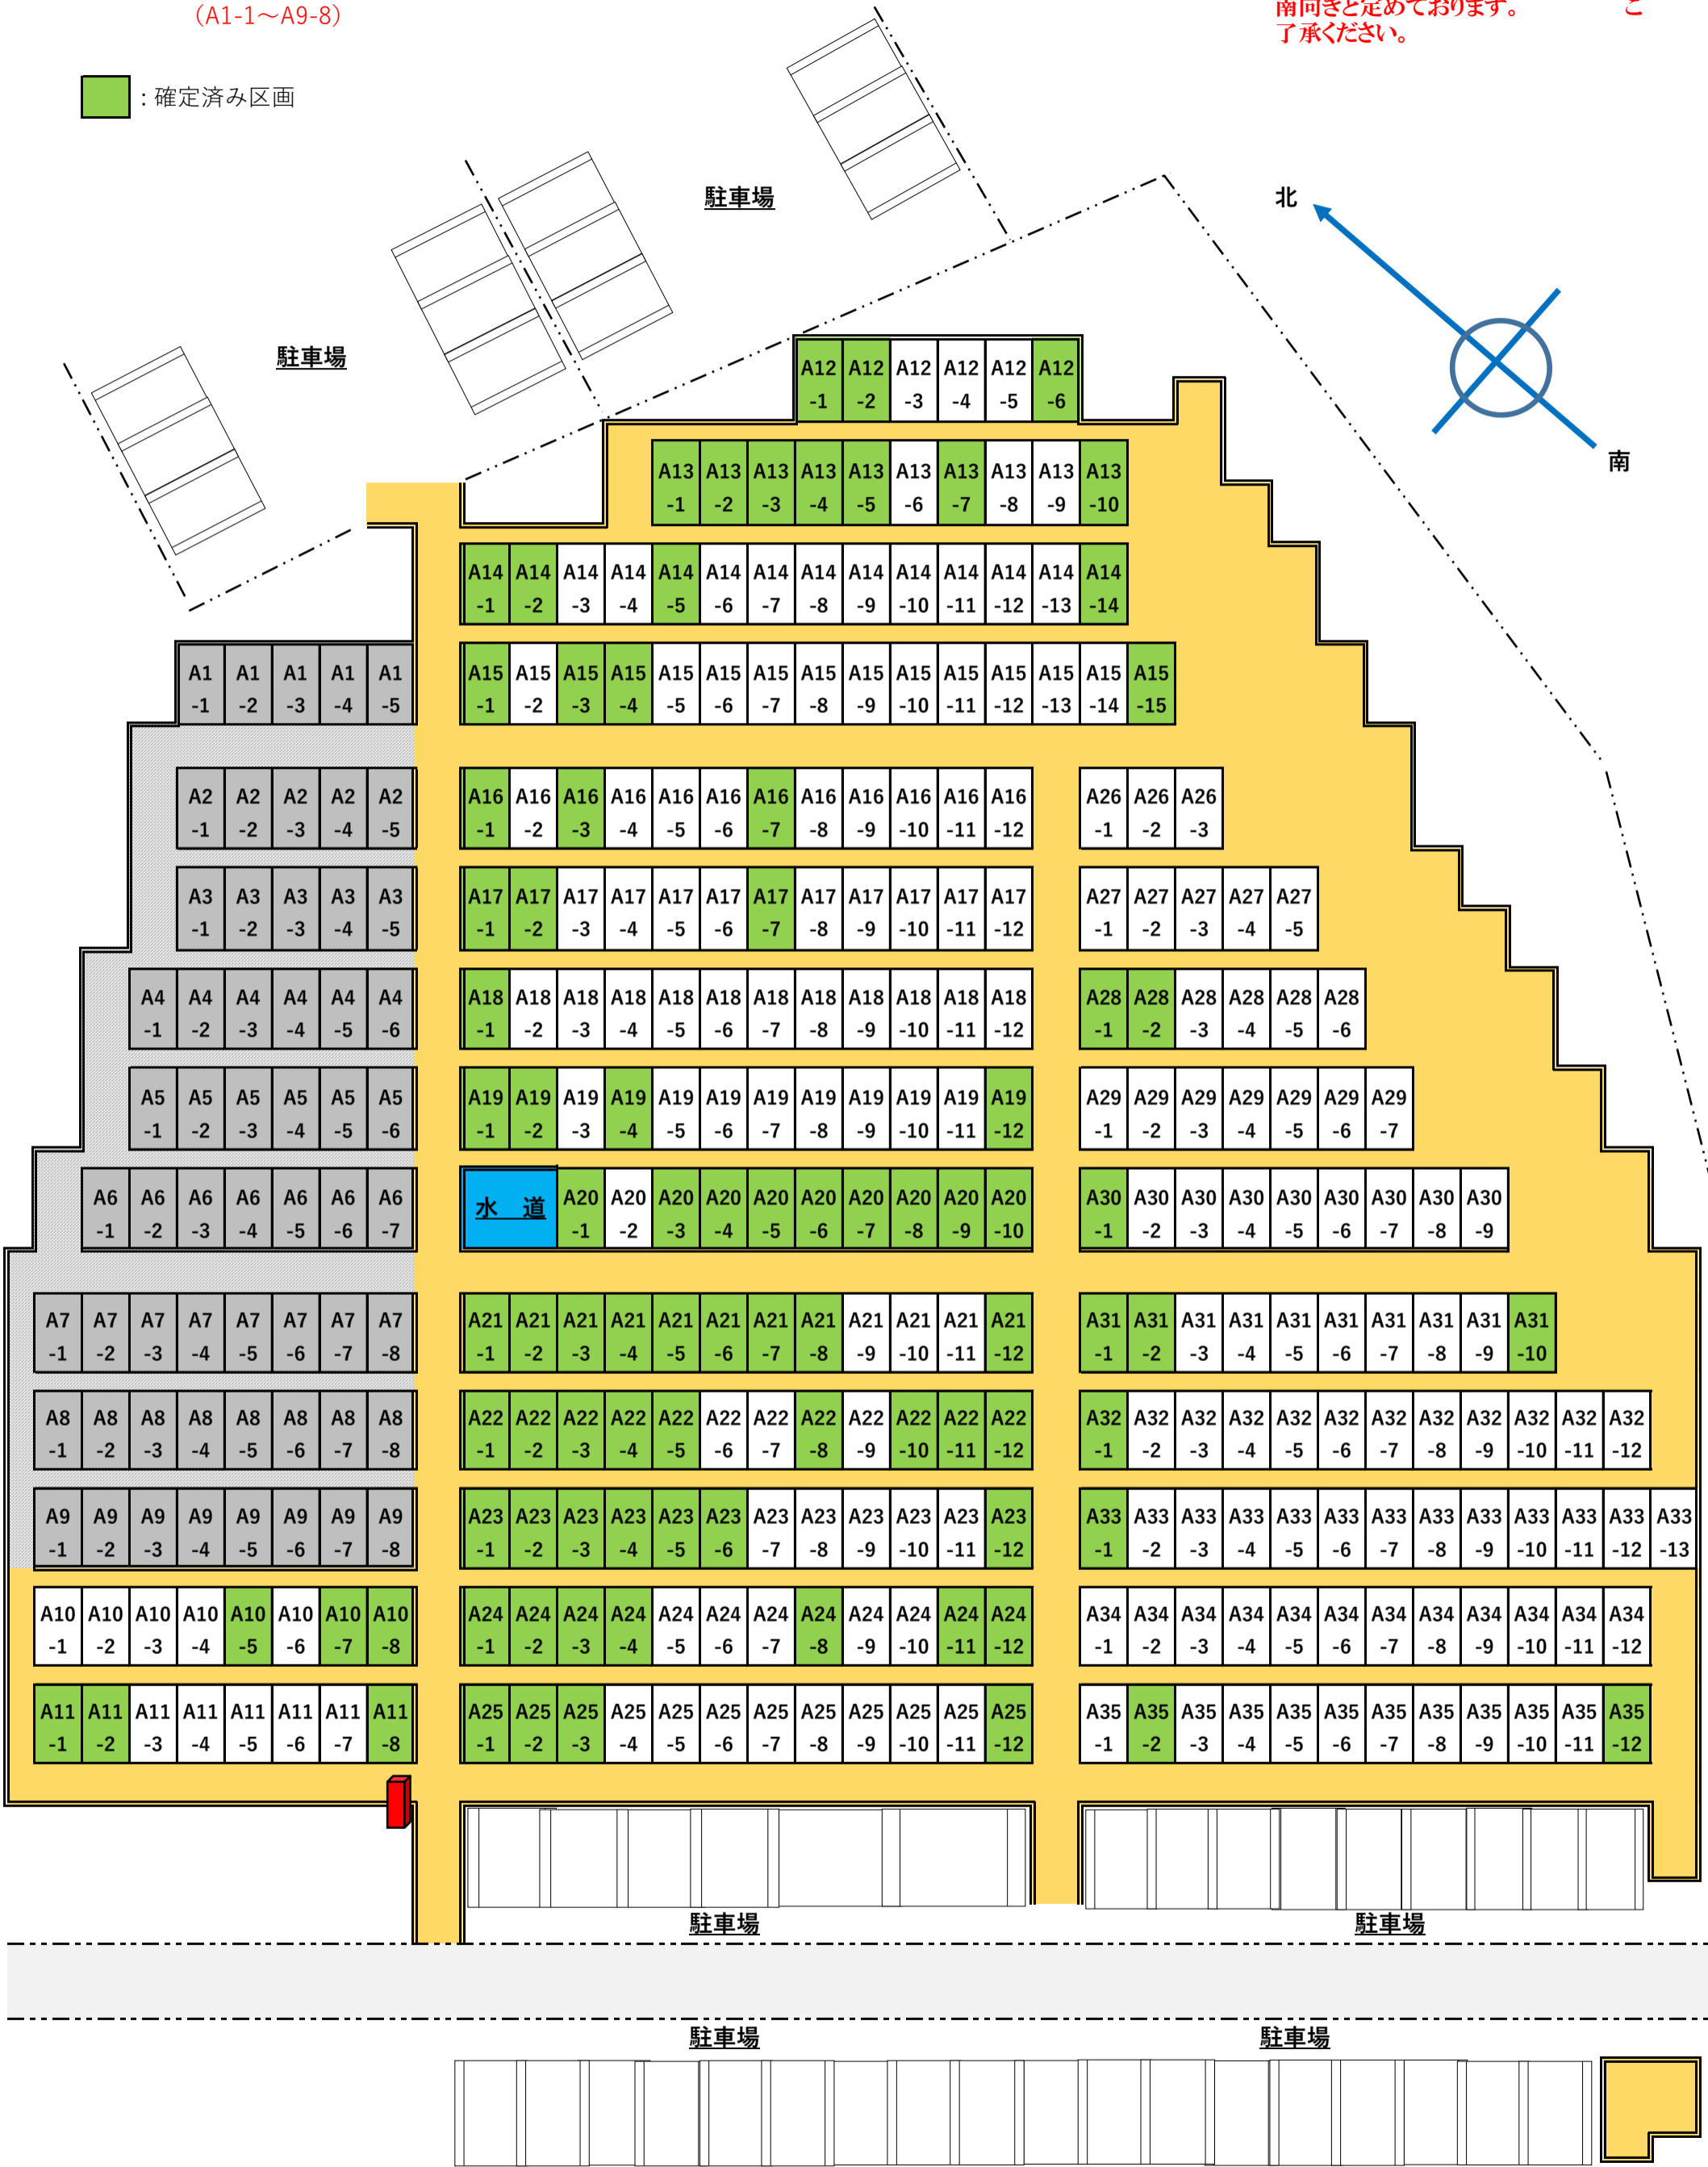 (A1-1～A9-8)
南向きと定めております。
了承ください。
：確定済み区画
駐車場
北
駐車場
南
A12 A12 A12 A12 A12 A12
-1 -2 -3 -4 -5 -6
A13 A13 A13 A13 A13 A13 A13 A13 A13 A13
-1 -2 -3 -4 -5 -6 -7 -8 -9 -10
A14 A14 A14 A14 A14 A14 A14 A14 A14 A14 A14 A14 A14 A14
-1 -2 -3 -4 -5 -6 -7 -8 -9 -10 -11 -12 -13 -14
A1 A1 A1 A1 A1 A15 A15 A15 A15 A15 A15 A15 A15 A15 A15 A15 A15 A15 A15 A15
-1 -2 -3 -4 -5 -1 -2 -3 -4 -5 -6 -7 -8 -9 -10 -11 -12 -13 -14 -15
A2 A2 A2 A2 A2 A16 A16 A16 A16 A16 A16 A16 A16 A16 A16 A16 A16 A26 A26 A26
-1 -2 -3 -4 -5 -1 -2 -3 -4 -5 -6 -7 -8 -9 -10 -11 -12 -1 -2 -3
A3 A3 A3 A3 A3 A17 A17 A17 A17 A17 A17 A17 A17 A17 A17 A17 A17 A27 A27 A27 A27 A27
-1 -2 -3 -4 -5 -1 -2 -3 -4 -5 -6 -7 -8 -9 -10 -11 -12 -1 -2 -3 -4 -5
A4 A4 A4 A4 A4 A4 A18 A18 A18 A18 A18 A18 A18 A18 A18 A18 A18 A18 A28 A28 A28 A28 A28 A28
-1 -2 -3 -4 -5 -6 -1 -2 -3 -4 -5 -6 -7 -8 -9 -10 -11 -12 -1 -2 -3 -4 -5 -6
A5 A5 A5 A5 A5 A5 A19 A19 A19 A19 A19 A19 A19 A19 A19 A19 A19 A19 A29 A29 A29 A29 A29 A29 A29
-1 -2 -3 -4 -5 -6 -1 -2 -3 -4 -5 -6 -7 -8 -9 -10 -11 -12 -1 -2 -3 -4 -5 -6 -7
A6 A6 A6 A6 A6 A6 A6 水　道 A20 A20 A20 A20 A20 A20 A20 A20 A20 A20 A30 A30 A30 A30 A30 A30 A30 A30 A30
-1 -2 -3 -4 -5 -6 -7 -1 -2 -3 -4 -5 -6 -7 -8 -9 -10 -1 -2 -3 -4 -5 -6 -7 -8 -9
A7 A7 A7 A7 A7 A7 A7 A7 A21 A21 A21 A21 A21 A21 A21 A21 A21 A21 A21 A21 A31 A31 A31 A31 A31 A31 A31 A31 A31 A31
-1 -2 -3 -4 -5 -6 -7 -8 -1 -2 -3 -4 -5 -6 -7 -8 -9 -10 -11 -12 -1 -2 -3 -4 -5 -6 -7 -8 -9 -10
A8 A8 A8 A8 A8 A8 A8 A8 A22 A22 A22 A22 A22 A22 A22 A22 A22 A22 A22 A22 A32 A32 A32 A32 A32 A32 A32 A32 A32 A32 A32 A32
-1 -2 -3 -4 -5 -6 -7 -8 -1 -2 -3 -4 -5 -6 -7 -8 -9 -10 -11 -12 -1 -2 -3 -4 -5 -6 -7 -8 -9 -10 -11 -12
A9 A9 A9 A9 A9 A9 A9 A9 A23 A23 A23 A23 A23 A23 A23 A23 A23 A23 A23 A23 A33 A33 A33 A33 A33 A33 A33 A33 A33 A33 A33 A33 A33
-1 -2 -3 -4 -5 -6 -7 -8 -1 -2 -3 -4 -5 -6 -7 -8 -9 -10 -11 -12 -1 -2 -3 -4 -5 -6 -7 -8 -9 -10 -11 -12 -13
A10 A10 A10 A10 A10 A10 A10 A10 A24 A24 A24 A24 A24 A24 A24 A24 A24 A24 A24 A24 A34 A34 A34 A34 A34 A34 A34 A34 A34 A34 A34 A34
-1 -2 -3 -4 -5 -6 -7 -8 -1 -2 -3 -4 -5 -6 -7 -8 -9 -10 -11 -12 -1 -2 -3 -4 -5 -6 -7 -8 -9 -10 -11 -12
A11 A11 A11 A11 A11 A11 A11 A11 A25 A25 A25 A25 A25 A25 A25 A25 A25 A25 A25 A25 A35 A35 A35 A35 A35 A35 A35 A35 A35 A35 A35 A35
-1 -2 -3 -4 -5 -6 -7 -8 -1 -2 -3 -4 -5 -6 -7 -8 -9 -10 -11 -12 -1 -2 -3 -4 -5 -6 -7 -8 -9 -10 -11 -12
駐車場 駐車場
駐車場 駐車場